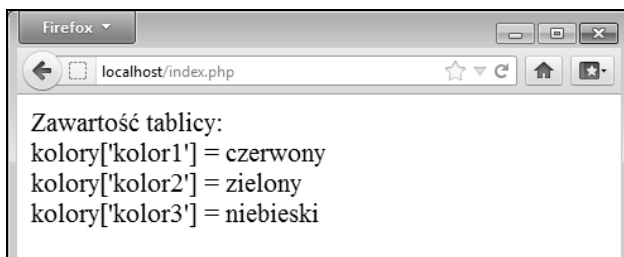 Firefox
localhost/index.php
Zawartość tablicy:
kolory['kolor1'] = czerwony
kolory['kolor2'] = zielony
kolory['kolor3'] = niebieski